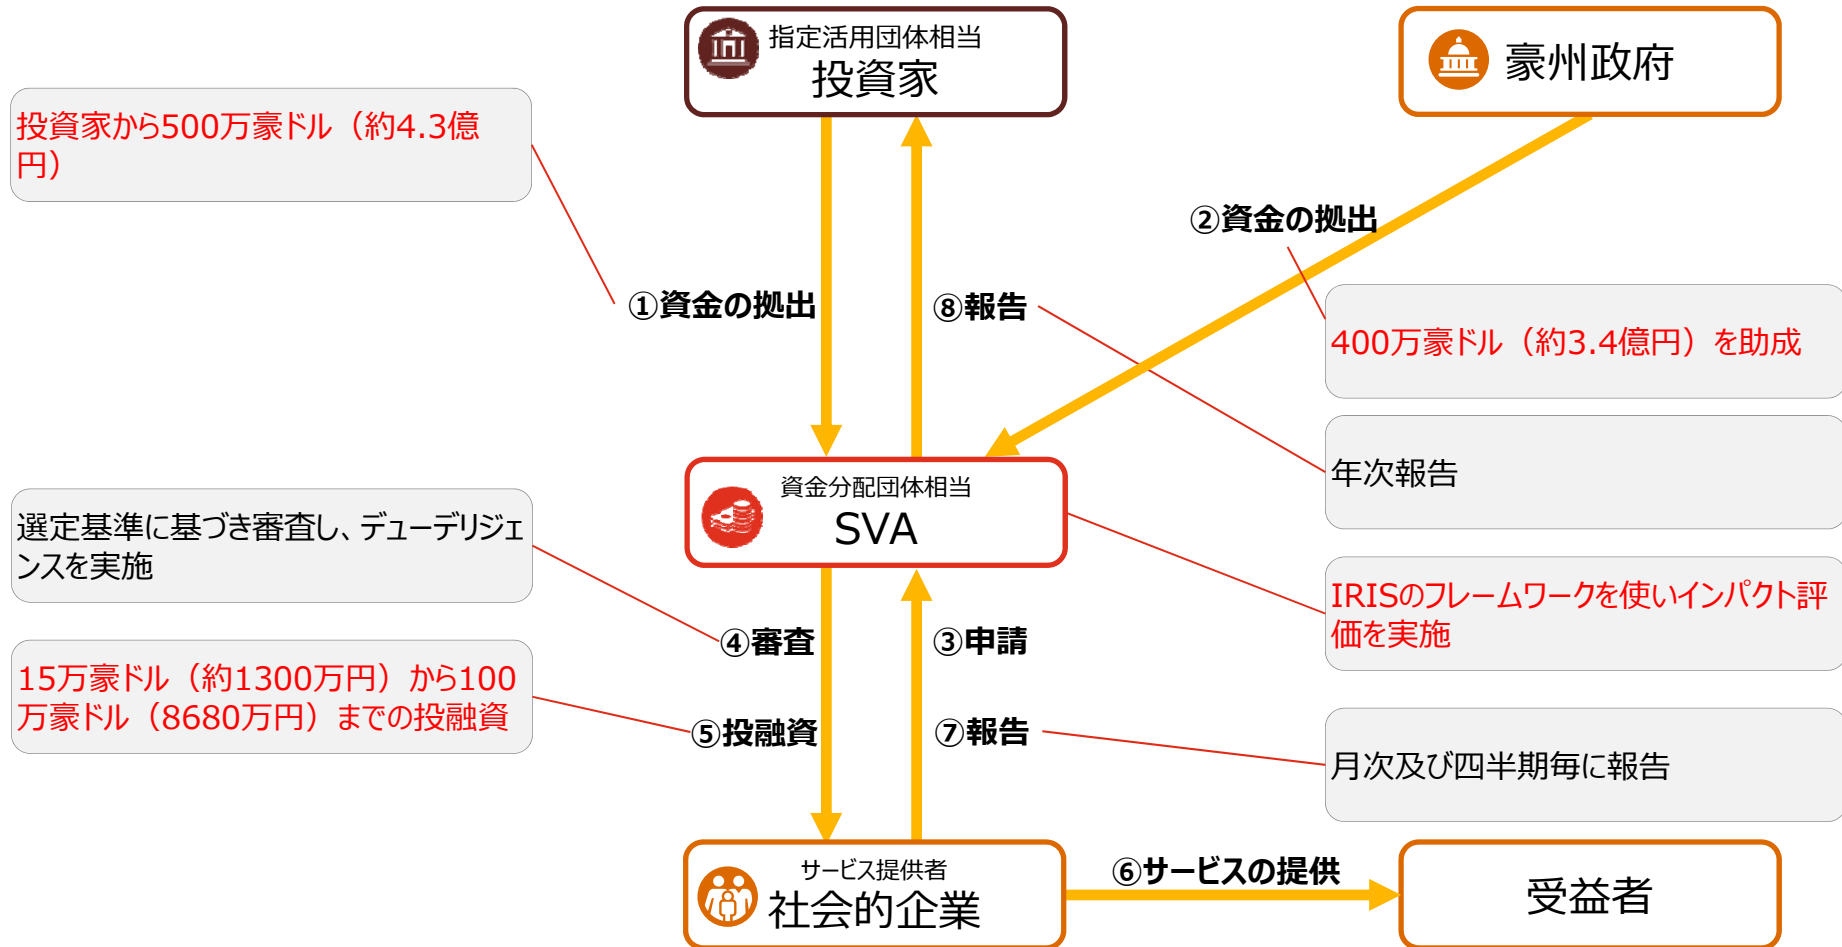 指定活用団体相当
投資家
豪州政府
投資家から500万豪ドル（約4.3億
円）
②資金の拠出
①資金の拠出
⑧報告
400万豪ドル（約3.4億円）を助成
年次報告
資金分配団体相当
SVA
選定基準に基づき審査し、デューデリジェ
ンスを実施
IRISのフレームワークを使いインパクト評
価を実施
④審査
③申請
15万豪ドル（約1300万円）から100
万豪ドル（8680万円）までの投融資
⑤投融資
⑦報告
月次及び四半期毎に報告
サービス提供者
社会的企業
⑥サービスの提供
受益者